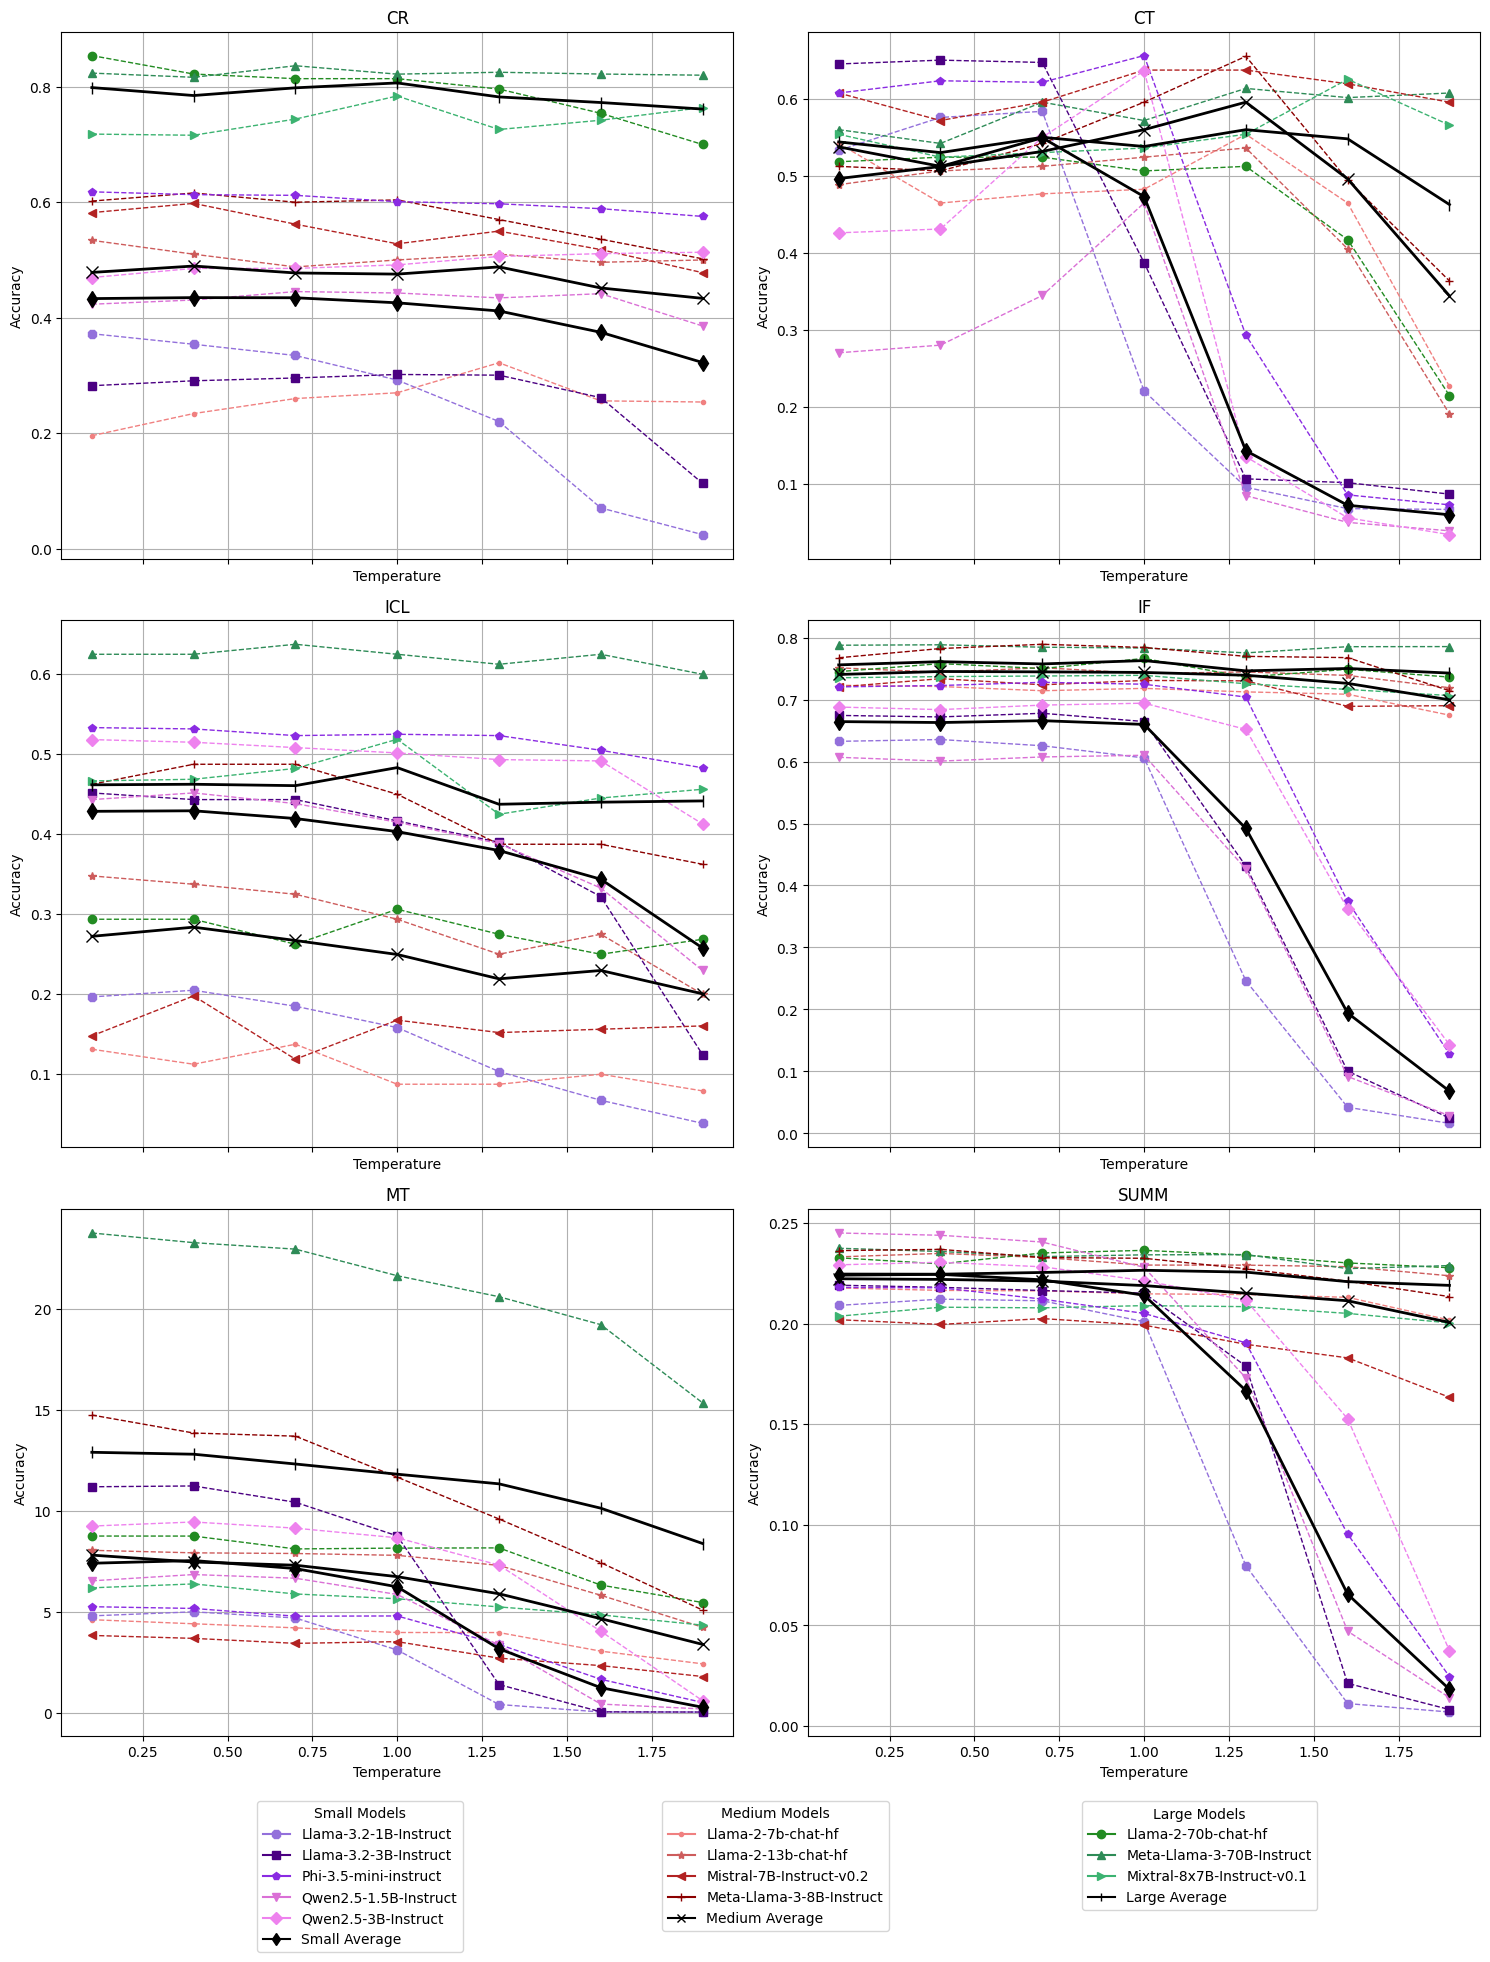 CR
Accuracy
0.8
0.6
0.4
0.2
0.0
Temperature
CT
Accuracy
0.6
0.5
0.3
0.2
0.1
Temperature
ICL
Accuracy
0.6
0.5
0.4
0.3
0.2
0.1
Temperature
IF
Accuracy
0.8
0.7
0.6
0.5
0.4
0.3
0.2
0.1
0.0
Temperature
MT
Accuracy
20
15
10
5
0
0.25 0.50 0.75 1.00 1.25 1.50 1.75
Temperature
SUMM
Accuracy
0.25
0.20
0.15
0.10
0.05
0.00
0.25 0.50 0.75 1.00 1.25 1.50 1.75
Temperature
Small Models
Llama-3.2-1B-Instruct
Llama-3.2-3B-Instruct
Phi-3.5-mini-instruct
Qwen2.5-1.5B-Instruct
Qwen2.5-3B-Instruct
Small Average
Medium Models
Llama-2-7b-chat-hf
Llama-2-13b-chat-hf
Mistral-7B-Instruct-v0.2
Meta-Llama-3-8B-Instruct
Medium Average
Large Models
Llama-2-70b-chat-hf
Meta-Llama-3-70B-Instruct
Mixtral-8x7B-Instruct-v0.1
Large Average